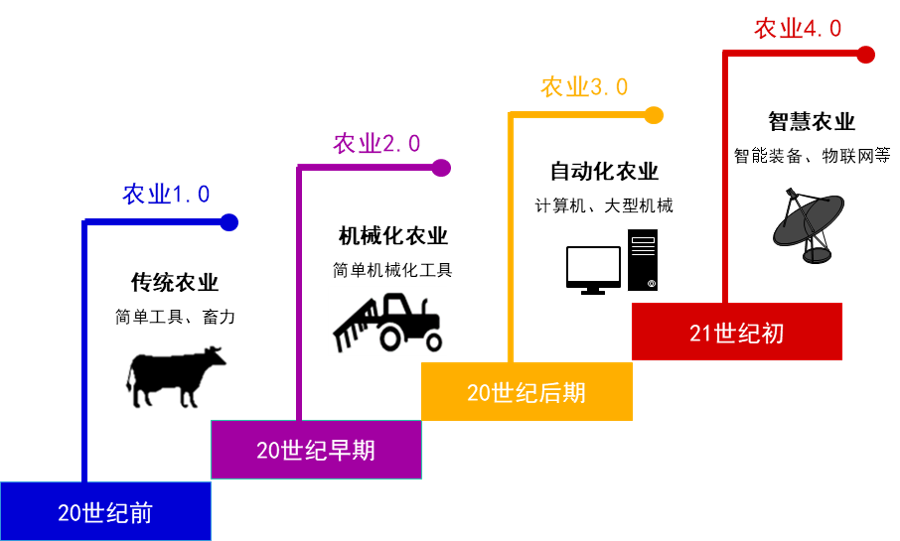 农业1.0
传统农业
简单工具、畜力
20世纪前
农业2.0
机械化农业
简单机械化工具
20世纪早期
农业3.0
自动化农业
计算机、大型机械
20世纪后期
农业4.0
智慧农业
智能装备、物联网等
21世纪初